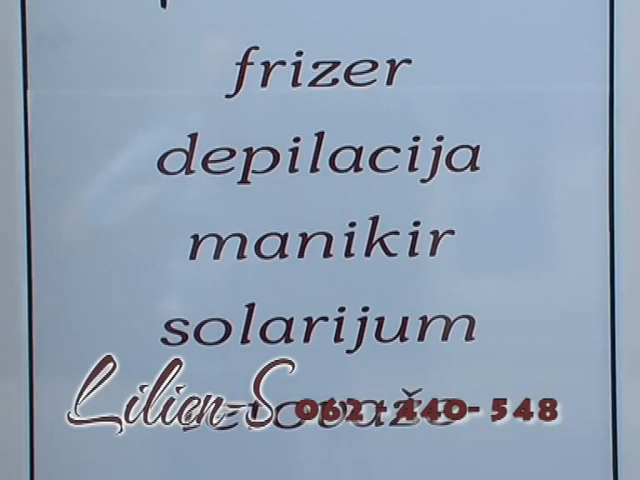 frizer
depilacija
manikir
solarijum
Lilien-S 062-440-548